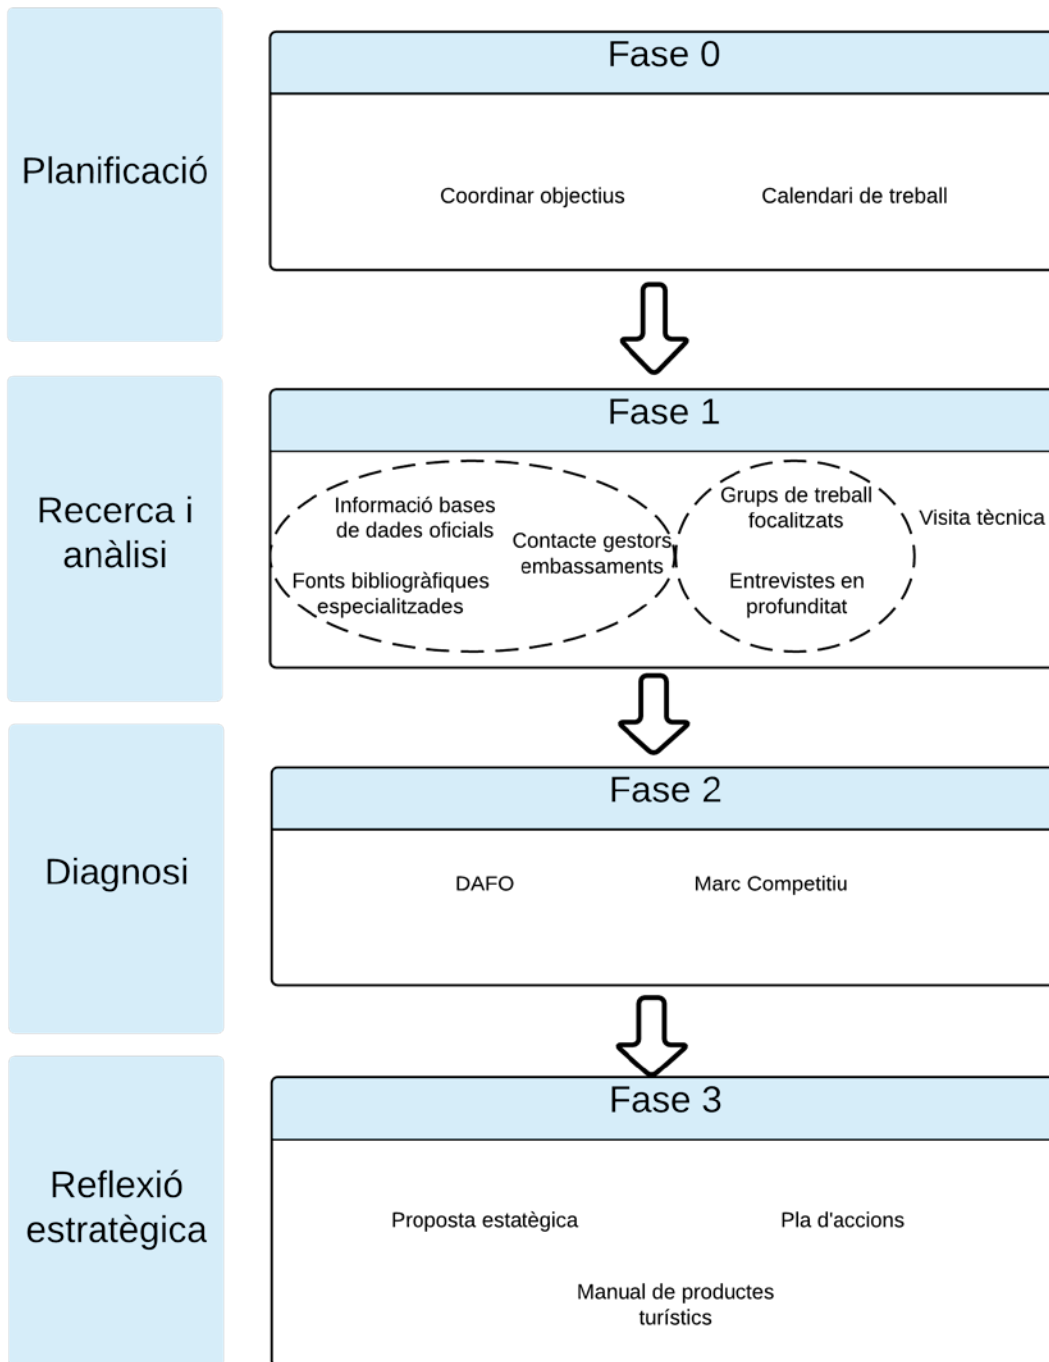 Planificació
Fase 0
Coordinar objectius
Calendari de treball
Recerca i
anàlisi
Fase 1
Informació bases
de dades oficials
Fonts bibliogràfiques
especialitzades
Contacte gestors
embassaments
Grups de treball
focalitzats
Entrevistes en
profunditat
Visita tècnica
Diagnosi
Fase 2
DAFO
Marc Competitiu
Reflexió
estratègica
Fase 3
Proposta estatègica
Pla d'accions
Manual de productes
turístics